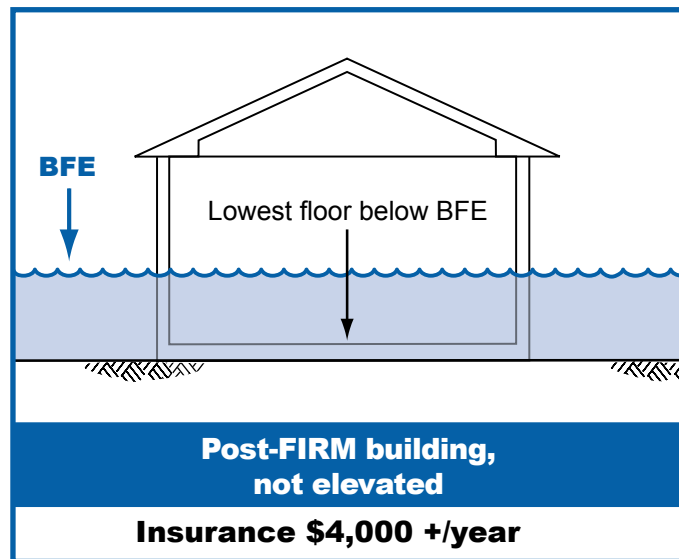 BFE
Lowest floor below BFE
Post-FIRM building,
not elevated
Insurance $4,000 +/year